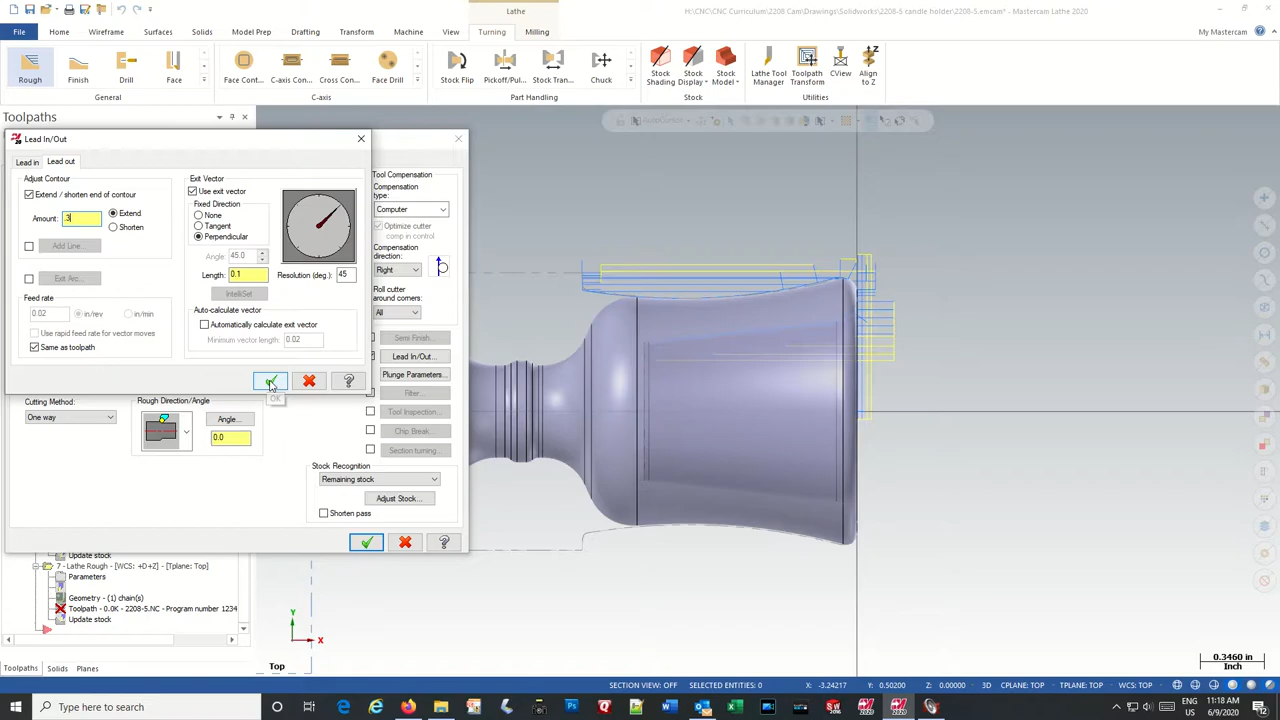 H:\CNC\CNC Curriculum\2208 Cam\Drawings\Solidworks\2208-5 candle holder\2208-5.emcam* - Mastercam Lathe 2020
Lathe
File Home Wireframe Surfaces Solids Model Prep Drafting Transform Machine View Turning Milling
My Mastercam
Rough Finish Drill Face
Face Cont... C-axis Con... Cross Con... Face Drill
Stock Flip Pickoff/Pul... Stock Tran... Chuck
Stock Shading Stock Display Stock Model
Lathe Tool Manager Toolpath Transform CView Align to Z
General C-axis Part Handling Stock Utilities
Toolpaths
Lead In/Out
Lead in Lead out
Adjust Contour
Extend / shorten end of contour
Amount: .3 Extend
Shorten
Add Line...
Exit Arc...
Feed rate
0.02 in/rev in/min
Use rapid feed rate for vector moves
Same as toolpath
Exit Vector
Use exit vector
Fixed Direction
None
Tangent
Perpendicular
Angle: 45.0
Length: 0.1 Resolution (deg.): 45
IntelliSet
Auto-calculate vector
Automatically calculate exit vector
Minimum vector length: 0.02
OK
Tool Compensation
Compensation type:
Computer
Optimize cutter comp in control
Compensation direction:
Right
Roll cutter around corners:
All
Semi Finish...
Lead In/Out...
Plunge Parameters...
Filter...
Tool Inspection...
Chip Break...
Section turning...
Cutting Method:
One way
Rough Direction/Angle
Angle...
0.0
Stock Recognition
Remaining stock
Adjust Stock...
Shorten pass
Update stock
7 - Lathe Rough - [WCS: +D+Z] - [Tplane: Top]
Parameters
Geometry - (1) chain(s)
Toolpath - 0.0K - 2208-5.NC - Program number 1234
Update stock
Toolpaths Solids Planes
Y
X
Top
0.3460 in
Inch
SECTION VIEW: OFF SELECTED ENTITIES: 0 X: -3.24217 Y: 0.50200 Z: 0.00000 3D CPLANE: TOP TPLANE: TOP WCS: TOP
Type here to search
ENG
11:18 AM
6/9/2020